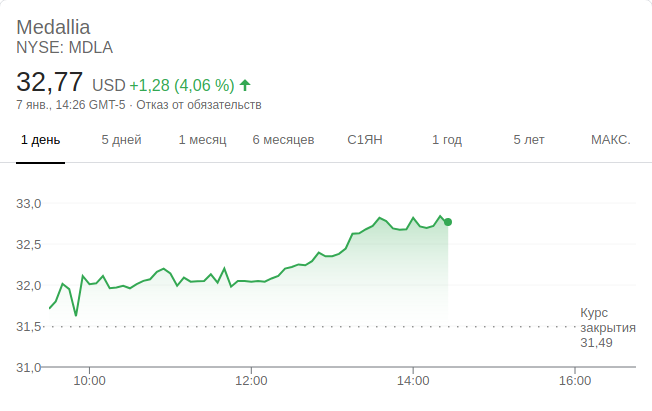 Medallia
NYSE: MDLA
32,77 USD +1,28 (4,06 %)
7 янв., 14:26 GMT-5 · Отказ от обязательств
1 день 5 дней 1 месяц 6 месяцев С1ЯН 1 год 5 лет МАКС.
33,0
32,5
32,0
31,5
31,0
Курс
закрытия
31,49
10:00 12:00 14:00 16:00